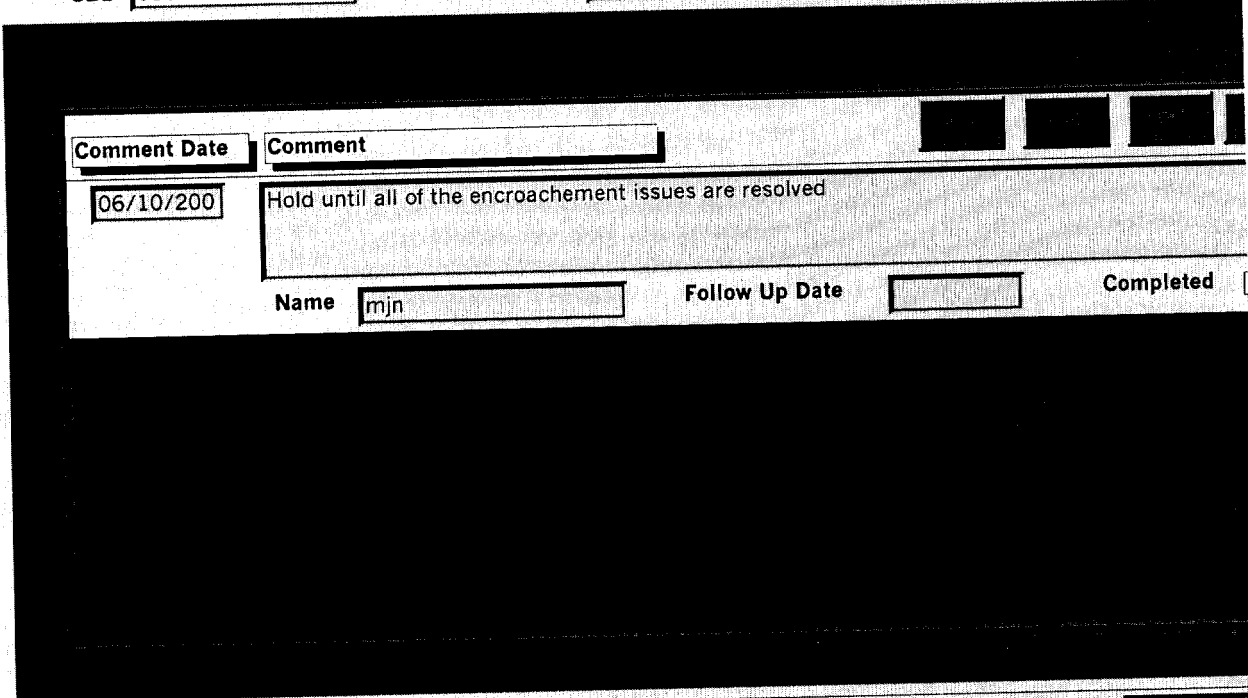 Comment Date Comment
06/10/200 Hold until all of the encroachement issues are resolved
Name mjn Follow Up Date Completed